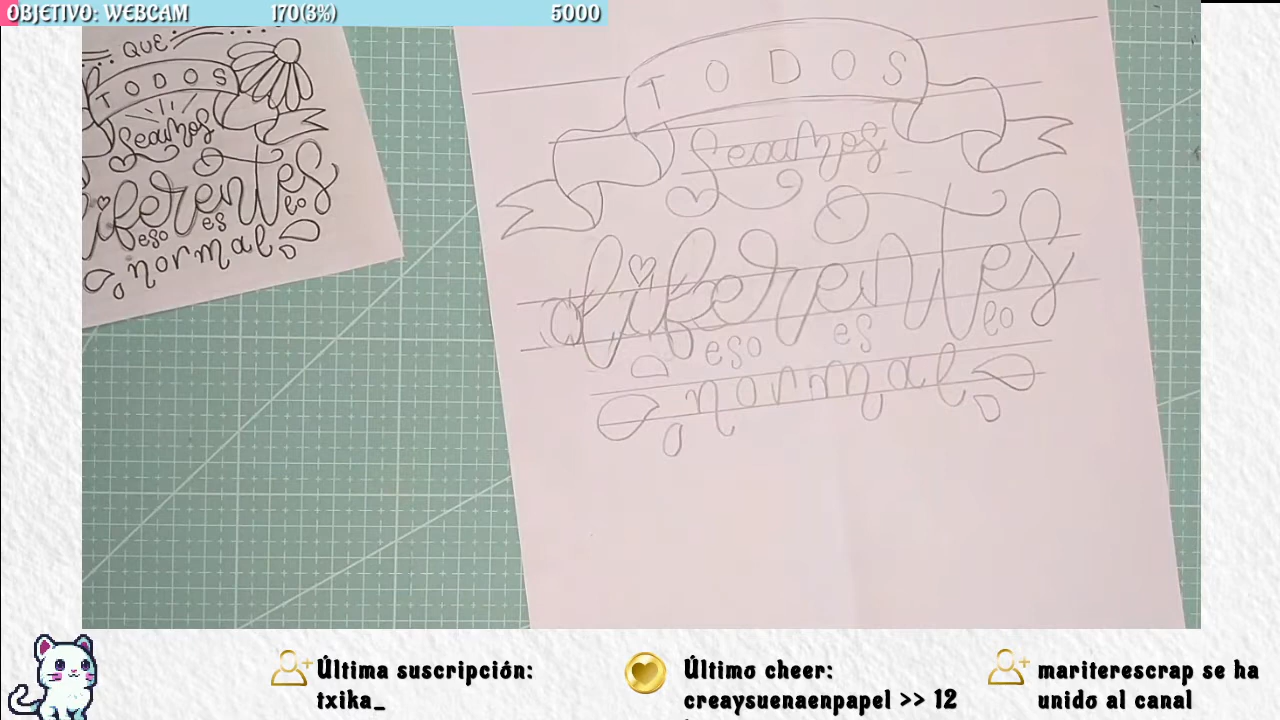 OBJETIVO: WEBCAM 170(3%) 5000
QUE
TODOS
Seamos
diferentes
eso es lo
normal
TODOS
Seamos
diferentes
eso es lo
normal
Última suscripción:
txika_
Último cheer:
creaysuenaenpapel >> 12
mariterescrap se ha
unido al canal